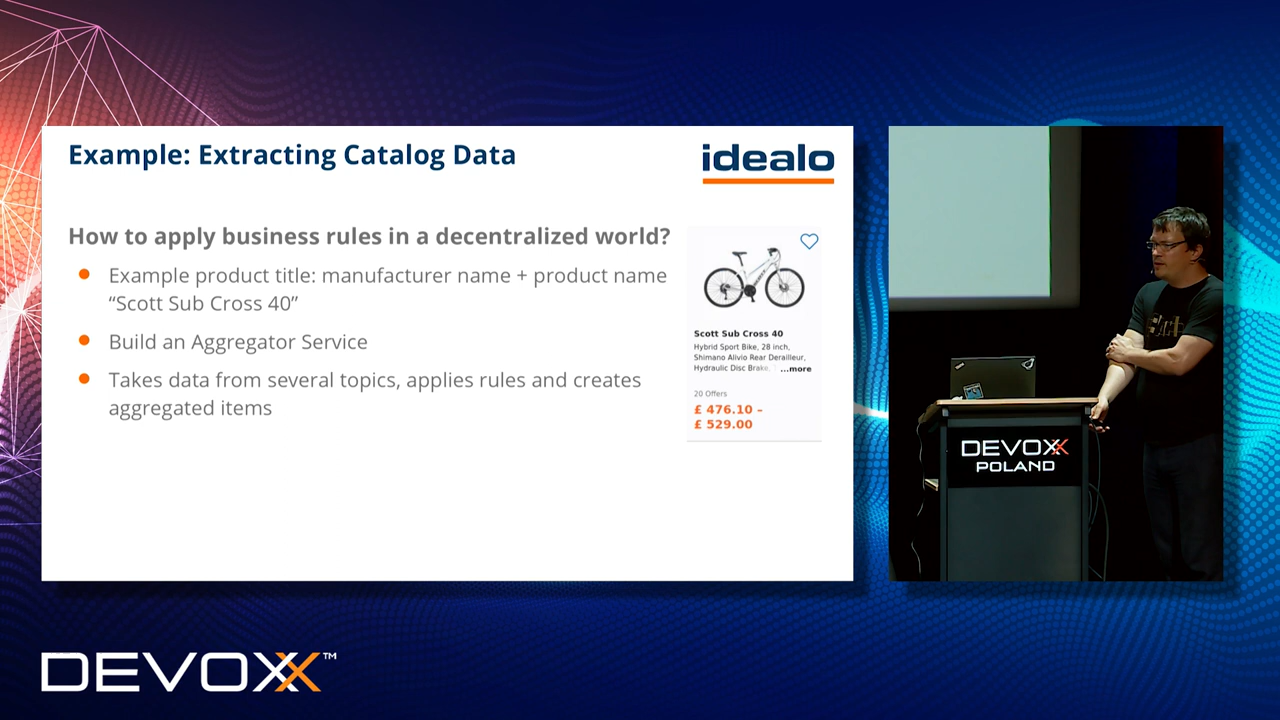 Example: Extracting Catalog Data
idealo
How to apply business rules in a decentralized world?
Example product title: manufacturer name + product name
“Scott Sub Cross 40”
Build an Aggregator Service
Takes data from several topics, applies rules and creates
aggregated items
Scott Sub Cross 40
Hybrid Sport Bike, 28 inch,
Shimano Alivio Rear Derailleur,
Hydraulic Disc Brake, ...more
20 Offers
£ 476.10 –
£ 529.00
DEVOXX
POLAND
DEVOXX™